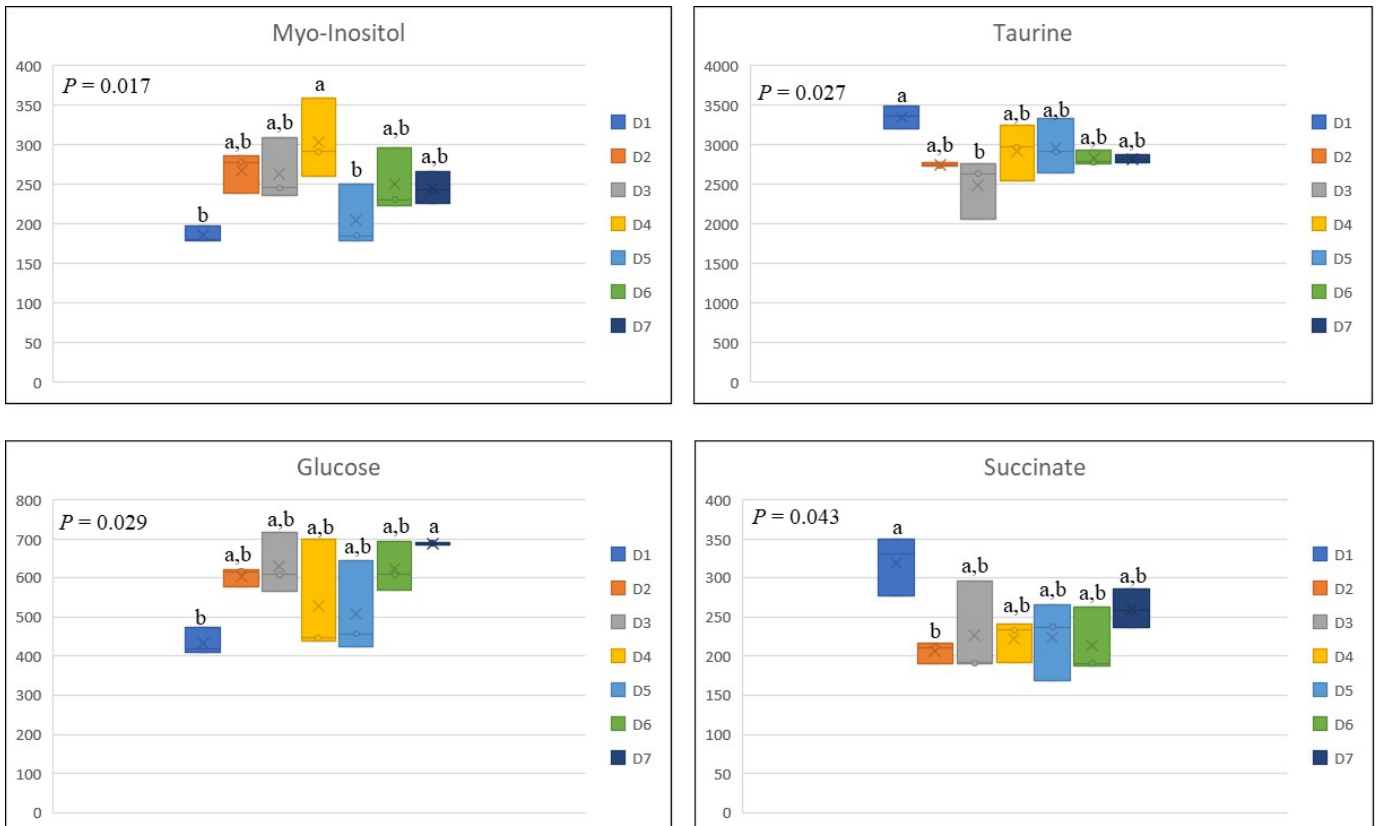 Myo-Inositol
P = 0.017
400
350
300
250
200
150
100
50
0
b
a,b
a,b
a
b
a,b
a,b
D1
D2
D3
D4
D5
D6
D7
Taurine
P = 0.027
4000
3500
3000
2500
2000
1500
1000
500
0
a
a,b
b
a,b
a,b
a,b
a,b
D1
D2
D3
D4
D5
D6
D7
Glucose
P = 0.029
800
700
600
500
400
300
200
100
0
b
a,b
a,b
a,b
a,b
a,b
a
D1
D2
D3
D4
D5
D6
D7
Succinate
P = 0.043
400
350
300
250
200
150
100
50
0
a
b
a,b
a,b
a,b
a,b
a,b
D1
D2
D3
D4
D5
D6
D7